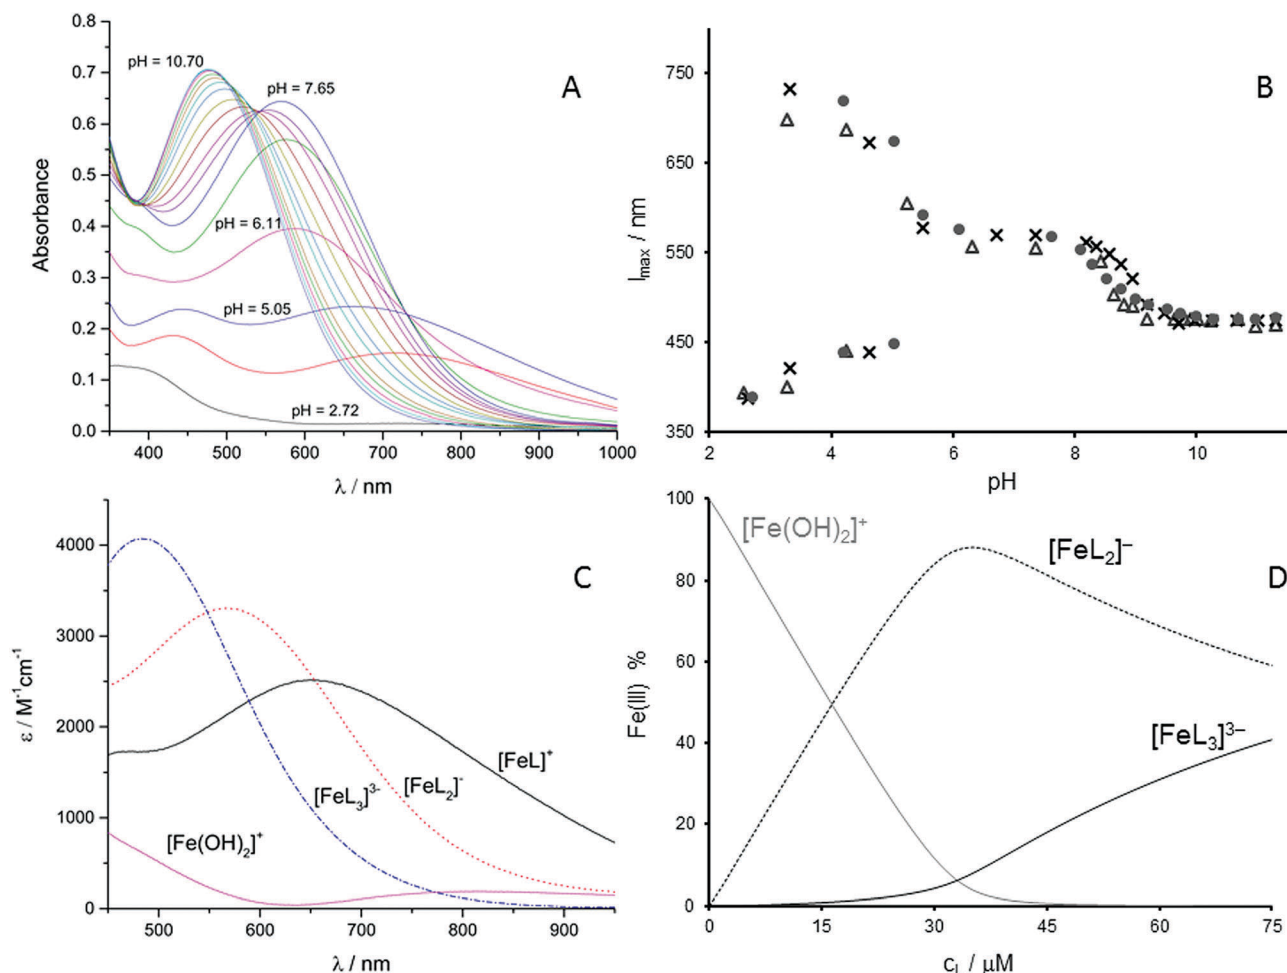 0.8
0.7
0.6
0.5
0.4
0.3
0.2
0.1
0.0
Absorbance
400 500 600 700 800 900 1000
λ / nm
pH = 10.70
pH = 7.65
pH = 6.11
pH = 5.05
pH = 2.72
A
750
650
550
450
350
lmax / nm
2 4 6 8 10
pH
B
4000
3000
2000
1000
0
ε / M⁻¹cm⁻¹
500 600 700 800 900
λ / nm
C
[FeL]⁺
[FeL₂]⁻
[FeL₃]³⁻
[Fe(OH)₂]⁺
100
80
60
40
20
0
Fe(III) %
0 15 30 45 60 75
cL / μM
[Fe(OH)₂]⁺
[FeL₂]⁻
D
[FeL₃]³⁻